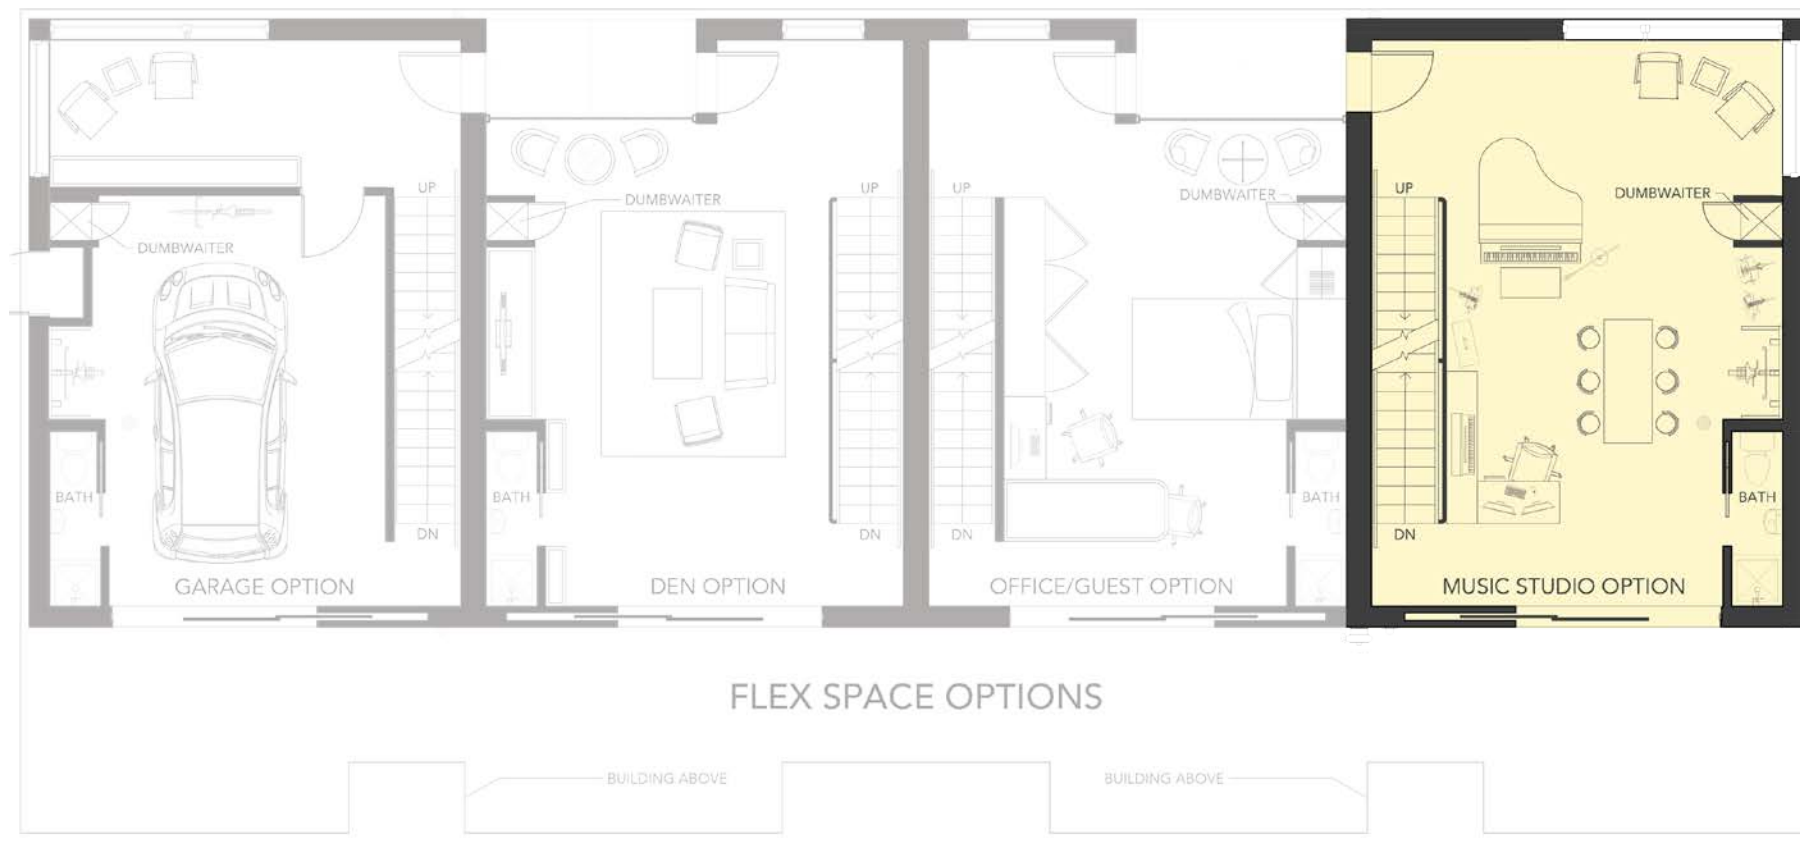 UP
UP
UP
UP
DUMBWAITER
DUMBWAITER
DUMBWAITER
DUMBWAITER
BATH
BATH
BATH
BATH
DN
DN
DN
DN
GARAGE OPTION
DEN OPTION
OFFICE/GUEST OPTION
MUSIC STUDIO OPTION
FLEX SPACE OPTIONS
BUILDING ABOVE
BUILDING ABOVE